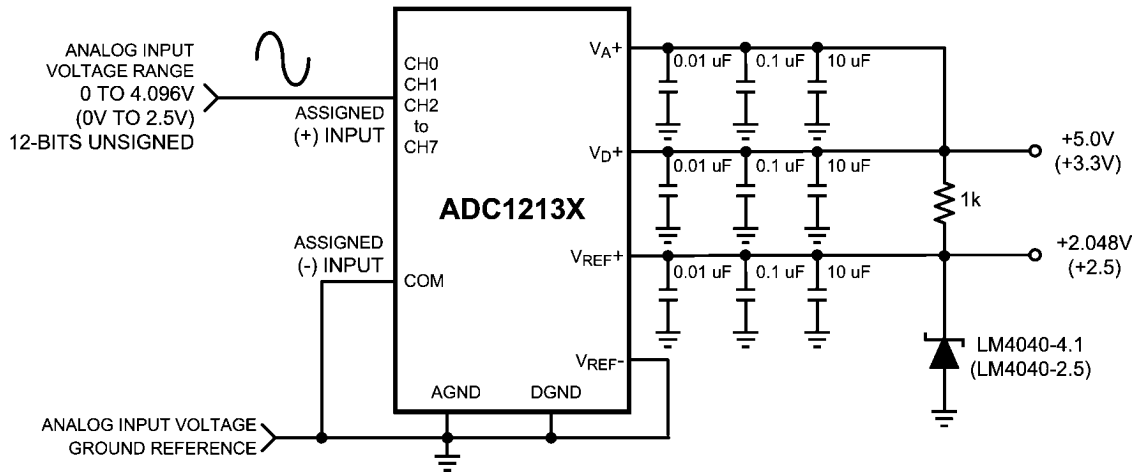 ANALOG INPUT
VOLTAGE RANGE
0 TO 4.096V
(0V TO 2.5V)
12-BITS UNSIGNED
ASSIGNED
(+) INPUT
CH0
CH1
CH2
to
CH7
ADC1213X
ASSIGNED
(-) INPUT
COM
AGND
DGND
ANALOG INPUT VOLTAGE
GROUND REFERENCE
VA+
0.01 uF
0.1 uF
10 uF
VD+
0.01 uF
0.1 uF
10 uF
VREF+
0.01 uF
0.1 uF
10 uF
VREF-
+5.0V
(+3.3V)
1k
+2.048V
(+2.5)
LM4040-4.1
(LM4040-2.5)